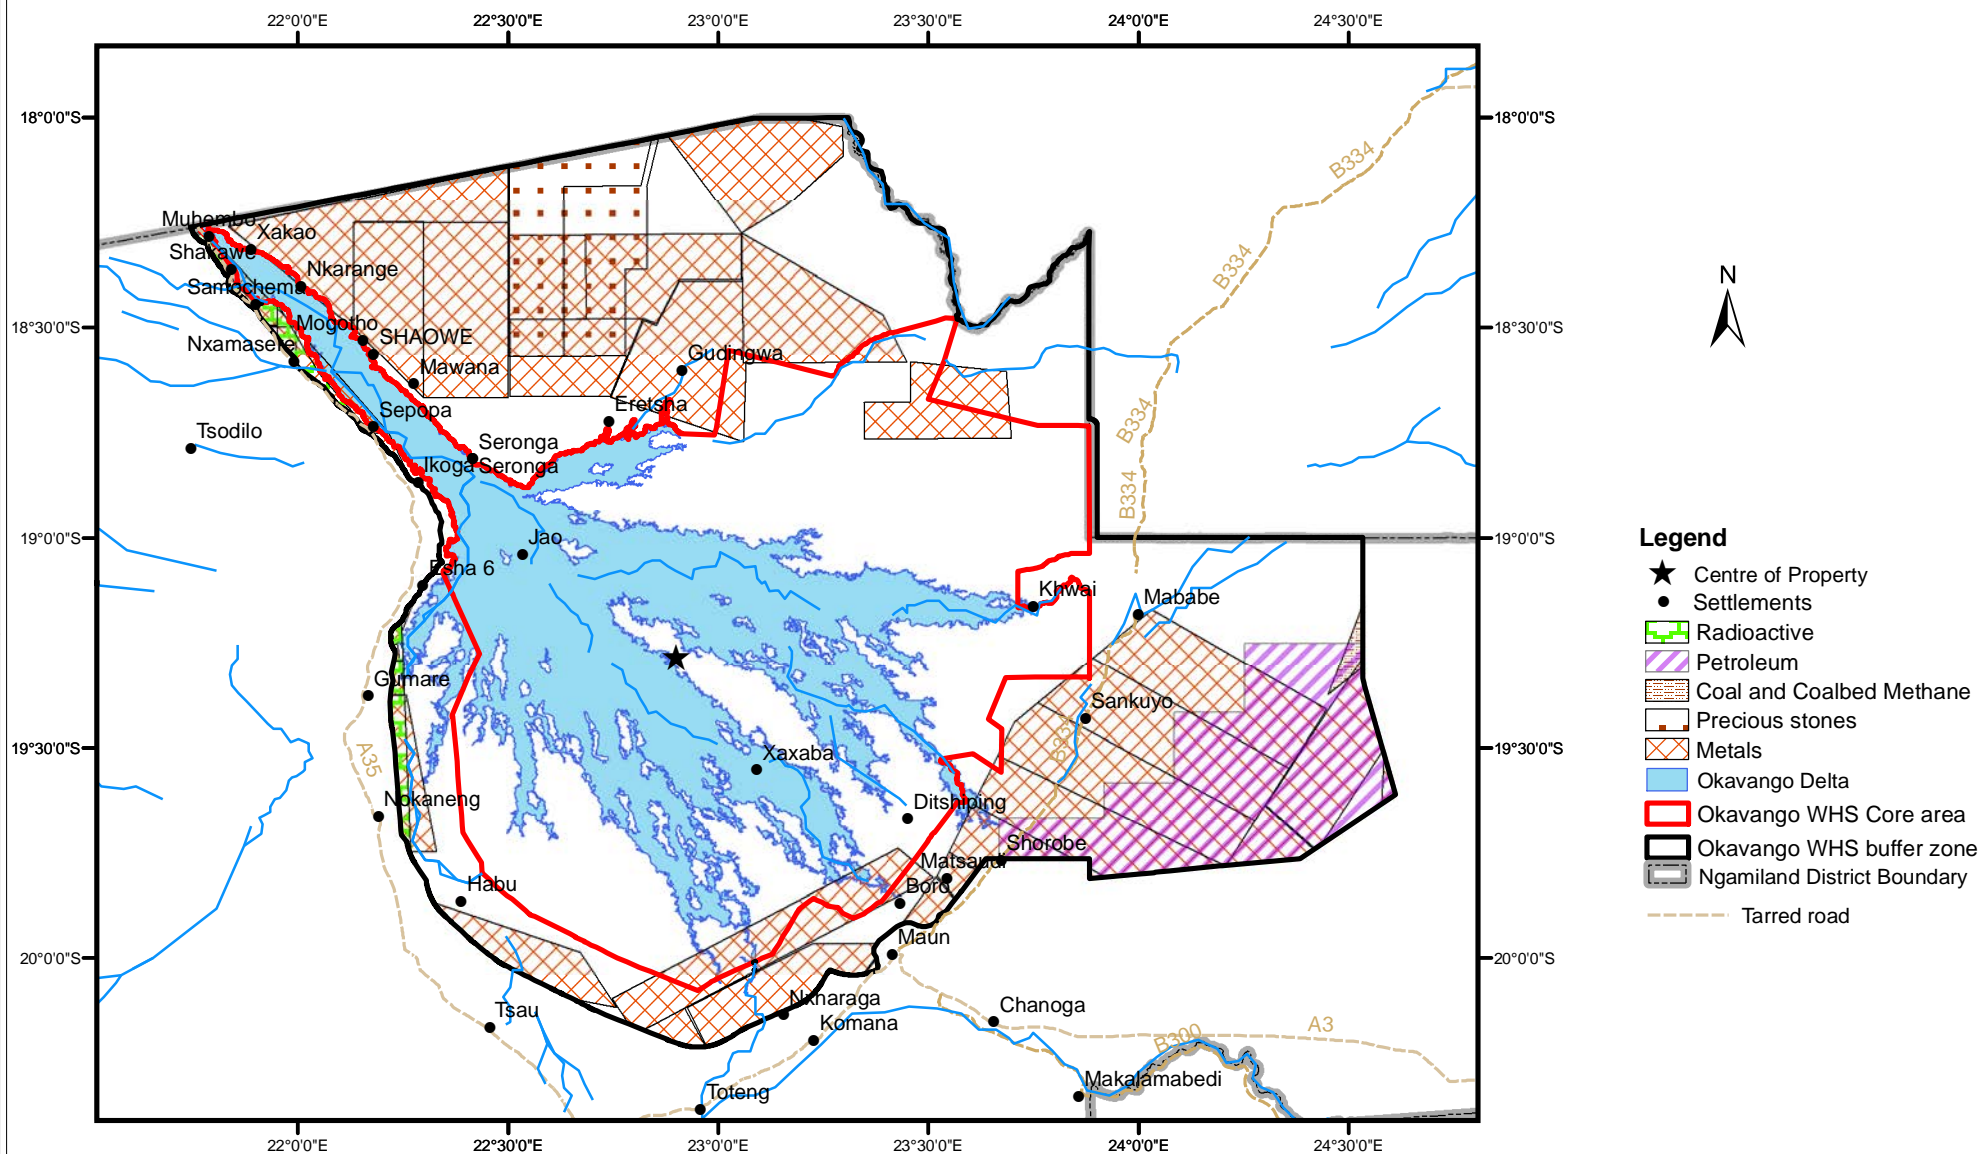 22°0'0"E
22°30'0"E
23°0'0"E
23°30'0"E
24°0'0"E
24°30'0"E
18°0'0"S
18°0'0"S
B334
N
Muhembo
Xakao
Shakawe
Nkarange
B334
Samochema
Mogotho
SHAOWE
18°30'0"S
18°30'0"S
Nxamasere
Gudingwa
Mawana
Eretsha
Sepopa
B334
Tsodilo
Seronga
Ikoga Seronga
B334
Jao
19°0'0"S
19°0'0"S
Esha 6
Khwai
Mababe
Gumare
Sankuyo
A35
Xaxaba
B334
19°30'0"S
19°30'0"S
Nokaneng
Ditshiping
Shorobe
Matsaudi
Habu
Boro
Maun
20°0'0"S
20°0'0"S
Nxharaga
Chanoga
Tsau
Komana
B300
A3
Toteng
Makalamabedi
22°0'0"E
22°30'0"E
23°0'0"E
23°30'0"E
24°0'0"E
24°30'0"E
Legend
Centre of Property
Settlements
Radioactive
Petroleum
Coal and Coalbed Methane
Precious stones
Metals
Okavango Delta
Okavango WHS Core area
Okavango WHS buffer zone
Ngamiland District Boundary
Tarred road